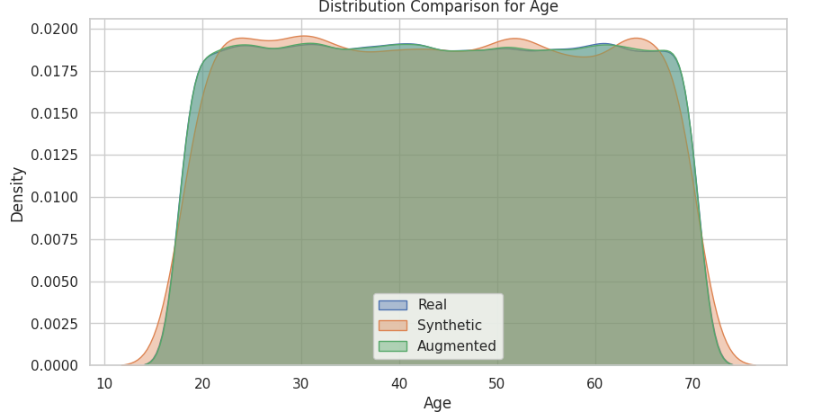 Distribution Comparison for Age
0.0200
0.0175
0.0150
0.0125
0.0100
0.0075
0.0050
0.0025
0.0000
Density
Real
Synthetic
Augmented
10 20 30 40 50 60 70
Age